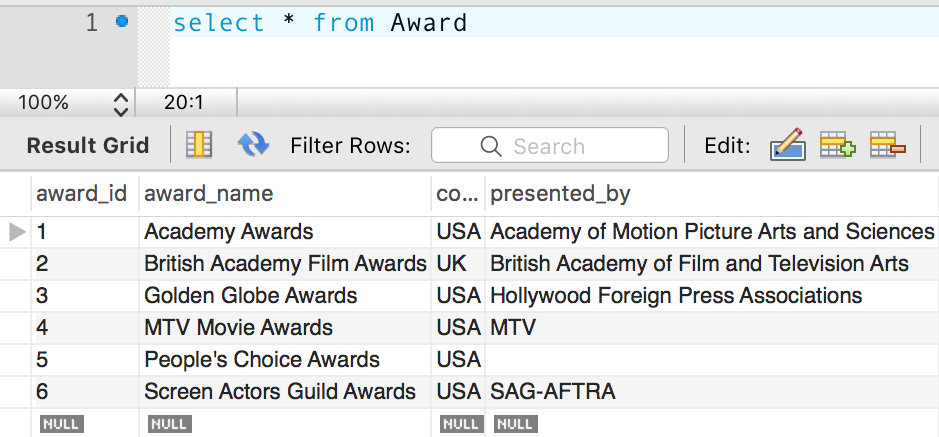 1 select * from Award
100% 20:1
Result Grid Filter Rows: Search Edit:
award_id award_name co... presented_by
1 Academy Awards USA Academy of Motion Picture Arts and Sciences
2 British Academy Film Awards UK British Academy of Film and Television Arts
3 Golden Globe Awards USA Hollywood Foreign Press Associations
4 MTV Movie Awards USA MTV
5 People's Choice Awards USA
6 Screen Actors Guild Awards USA SAG-AFTRA
NULL NULL NULL NULL